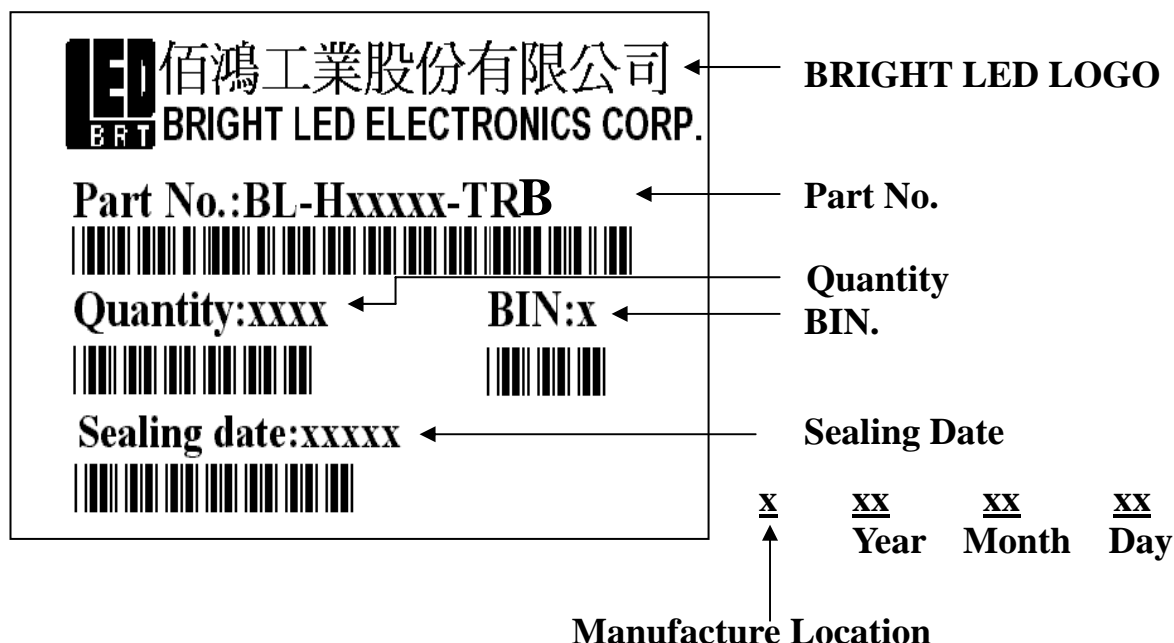 LED
BRT
佰鴻工業股份有限公司
BRIGHT LED ELECTRONICS CORP.
BRIGHT LED LOGO
Part No.:BL-Hxxxxx-TRB
Part No.
Quantity:xxxx
BIN:x
Quantity
BIN.
Sealing date:xxxxx
Sealing Date
x xx xx xx
Year Month Day
Manufacture Location